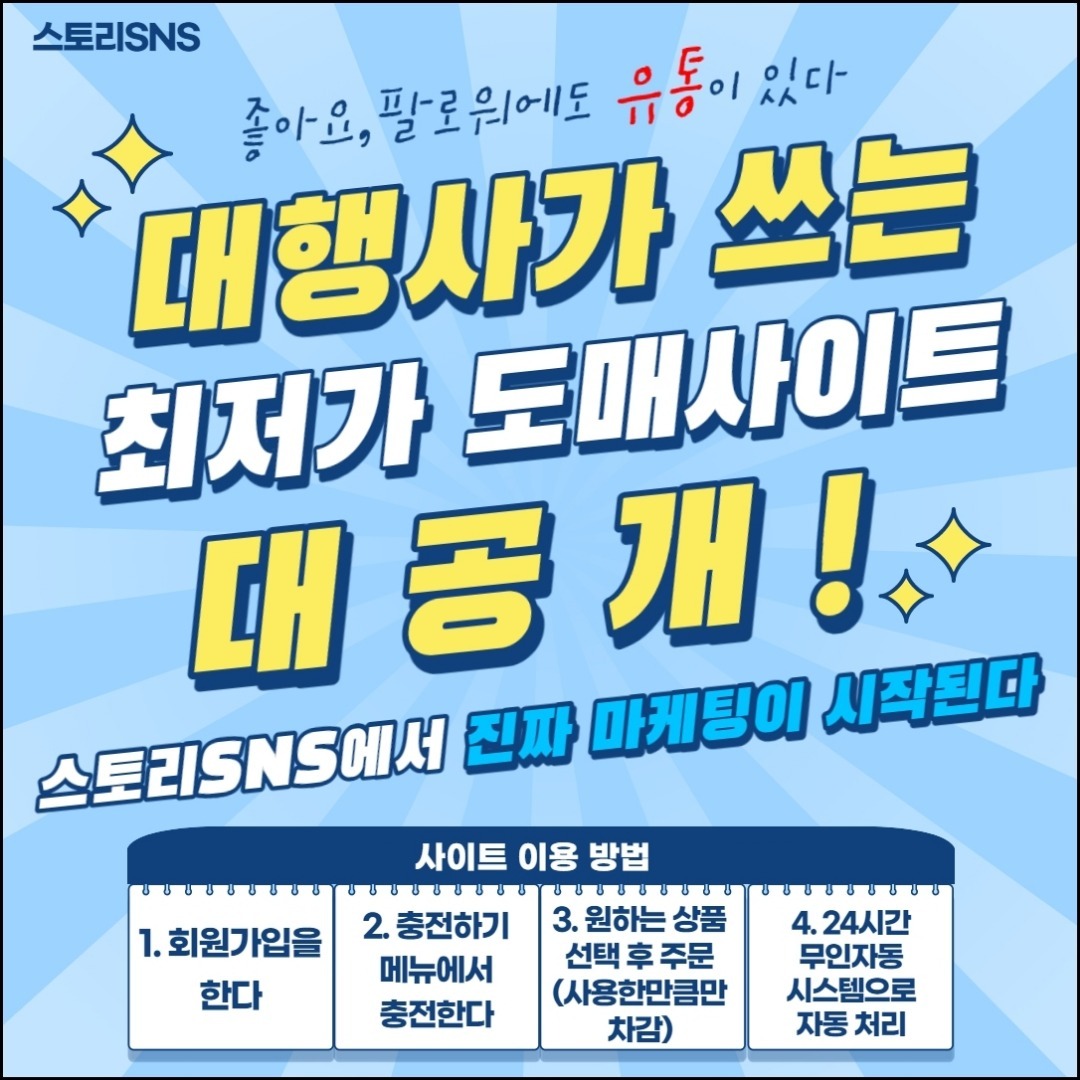 스토리SNS
좋아요,팔로워에도 유통이 있다
대행사가 쓰는
최저가 도매사이트
대공개!
스토리SNS에서 진짜 마케팅이 시작된다
사이트 이용 방법
1. 회원가입을
한다
2. 충전하기
메뉴에서
충전한다
3. 원하는 상품
선택 후 주문
(사용한만큼만
차감)
4. 24시간
무인자동
시스템으로
자동 처리